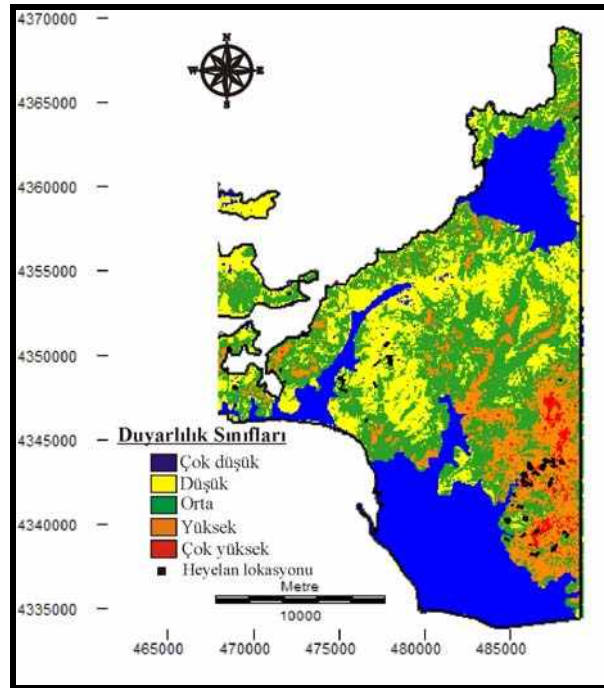 4370000
N
W E
S
4365000
4360000
4355000
4350000
4345000
Duyarlılık Sınıfları
Çok düşük
Düşük
Orta
Yüksek
Çok yüksek
Heyelan lokasyonu
4340000
Metre
4335000
10000
465000 470000 475000 480000 485000